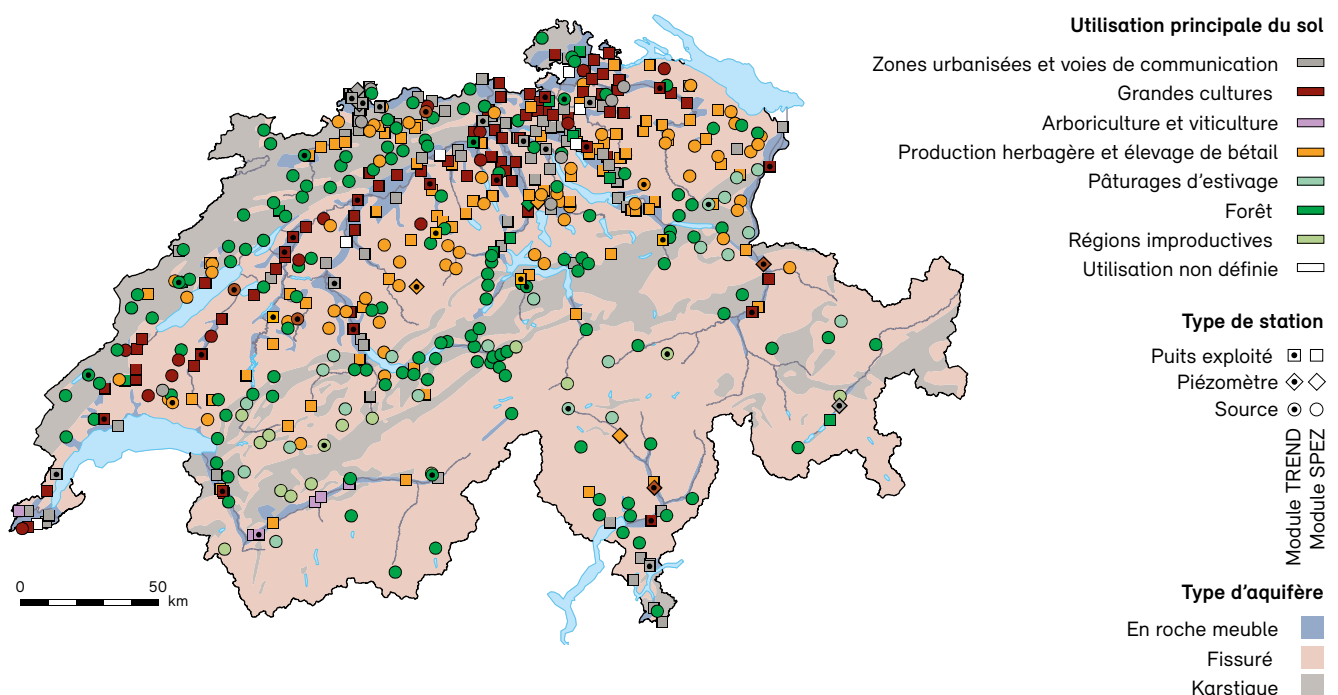 Utilisation principale du sol
Zones urbanisées et voies de communication
Grandes cultures
Arboriculture et viticulture
Production herbagère et élevage de bétail
Pâturages d'estivage
Forêt
Régions improductives
Utilisation non définie
Type de station
Puits exploité
Piézomètre
Source
Module TREND
Module SPEZ
Type d'aquifère
En roche meuble
Fissuré
Karstique
0 50
km